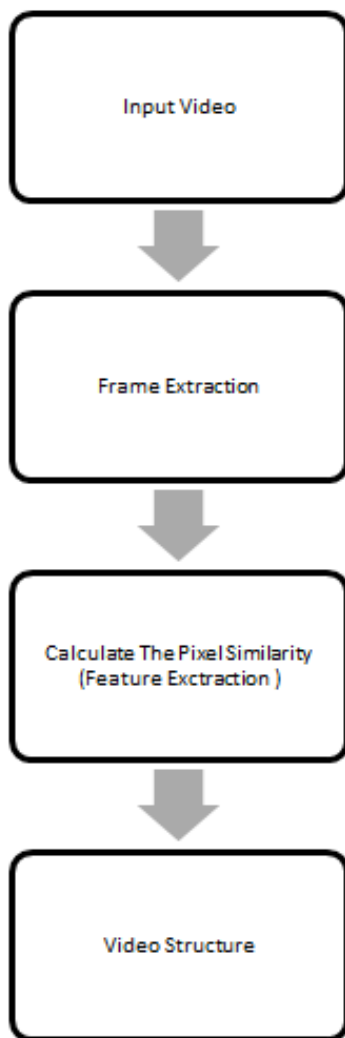 Input Video
Frame Extraction
Calculate The Pixel Similarity
(Feature Exctraction )
Video Structure